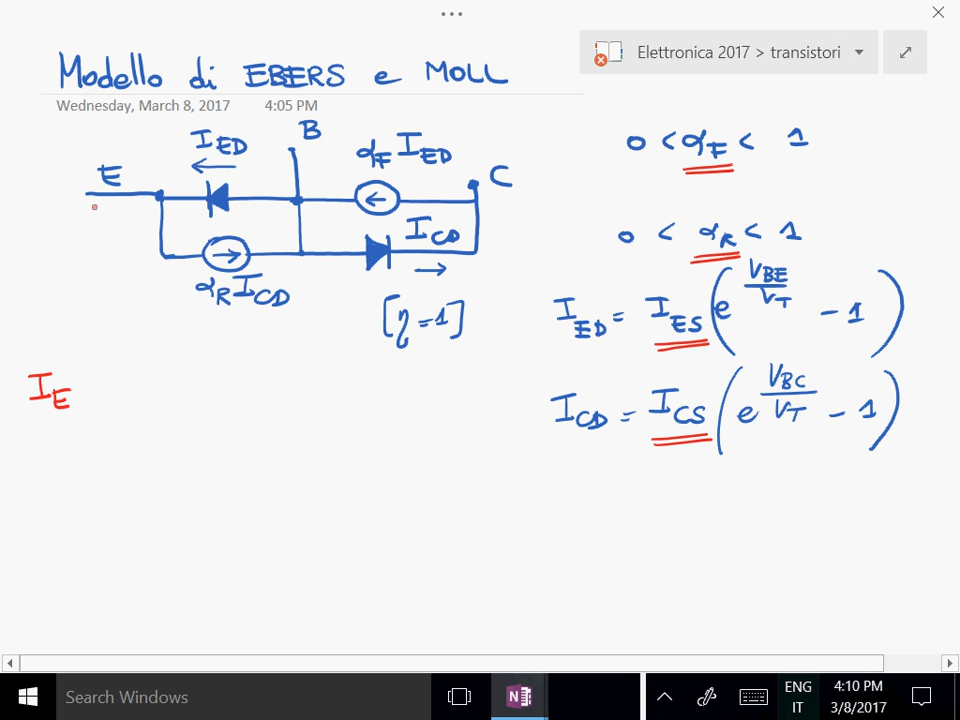 Elettronica 2017 > transistori
Modello di EBERS e MOLL
Wednesday, March 8, 2017 4:05 PM
I_ED
B
α_F I_ED
E
C
I_CD
α_R I_CD
[η = 1]
0 < α_F < 1
0 < α_R < 1
I_ED = I_ES (e^(V_BE/V_T) - 1)
I_CD = I_CS (e^(V_BC/V_T) - 1)
I_E
Search Windows
N
ENG
IT
4:10 PM
3/8/2017